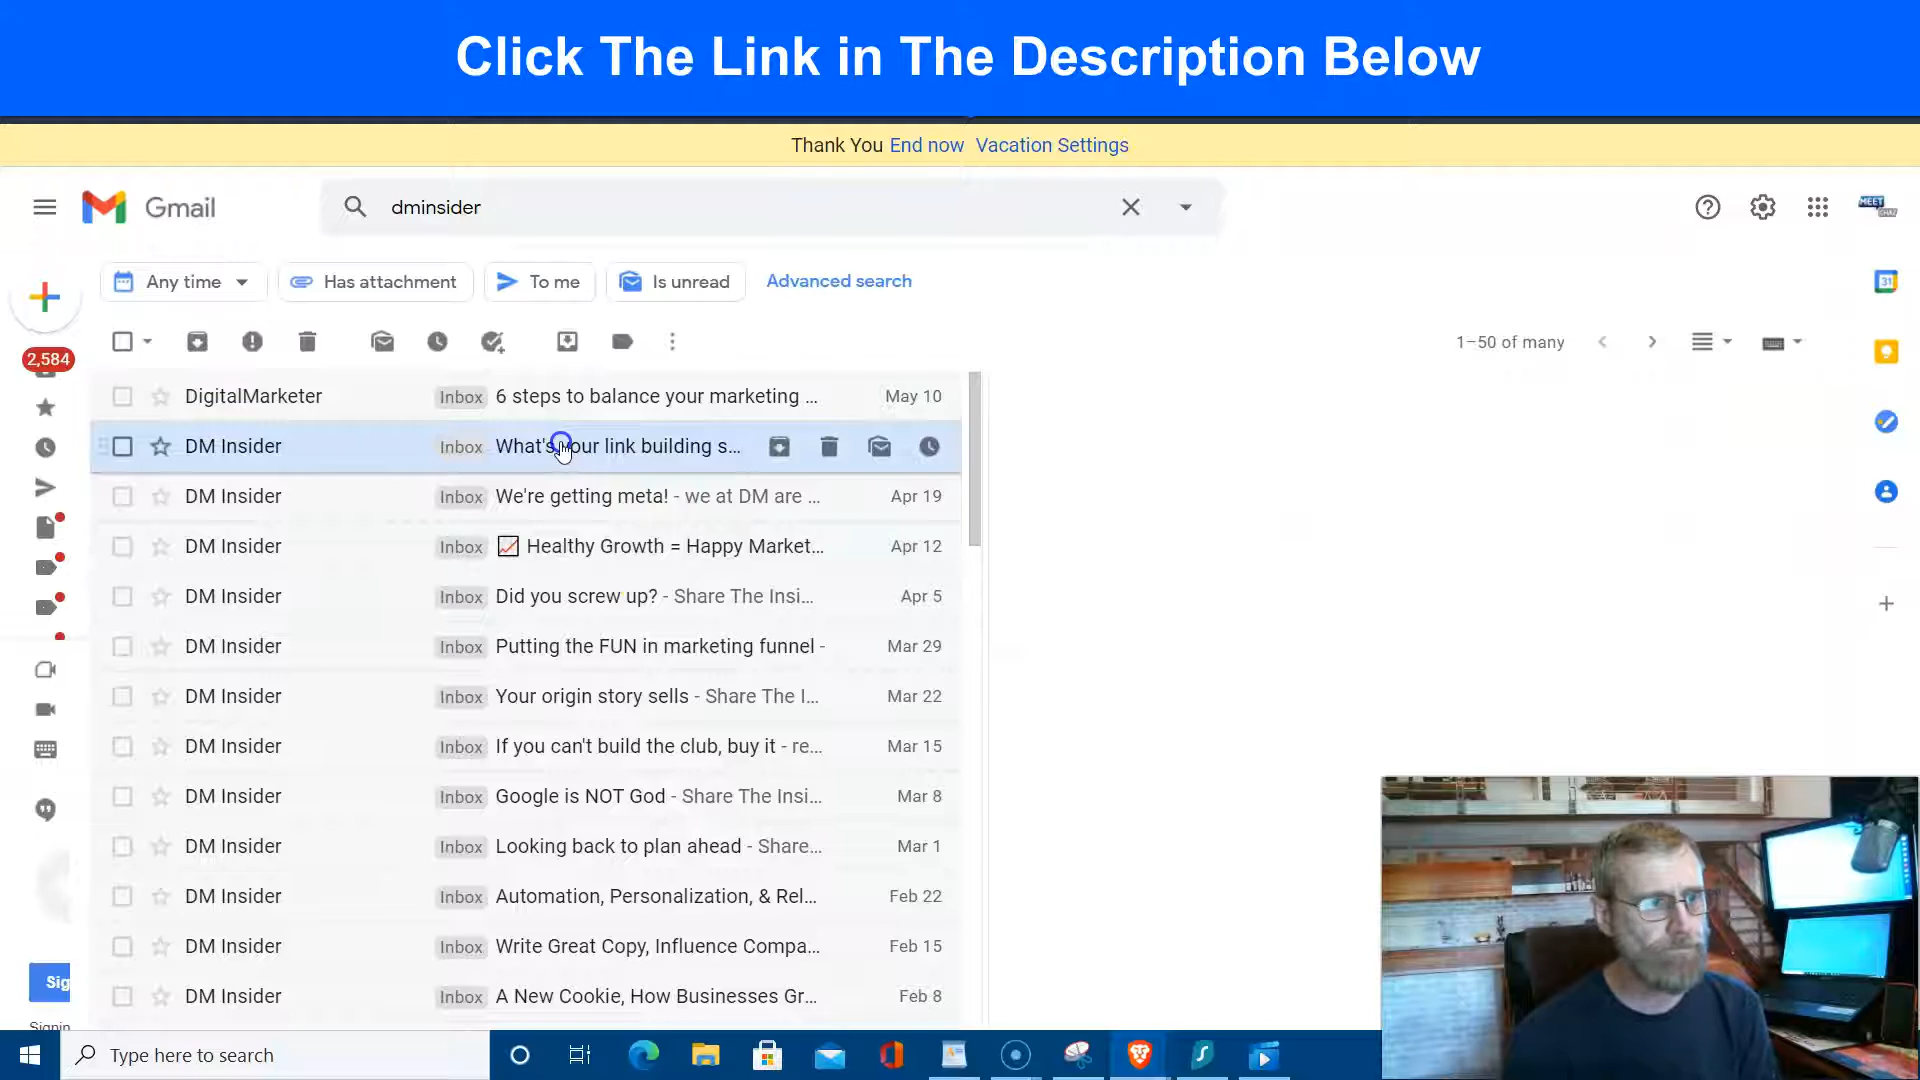 Click The Link in The Description Below
Thank You End now Vacation Settings
Gmail
dminsider
Any time
Has attachment
To me
Is unread
Advanced search
31
2,584
1–50 of many
DigitalMarketer Inbox 6 steps to balance your marketing ... May 10
DM Insider Inbox What's your link building s...
DM Insider Inbox We're getting meta! - we at DM are ... Apr 19
DM Insider Inbox 📈 Healthy Growth = Happy Market... Apr 12
DM Insider Inbox Did you screw up? - Share The Insi... Apr 5
DM Insider Inbox Putting the FUN in marketing funnel - Mar 29
DM Insider Inbox Your origin story sells - Share The I... Mar 22
DM Insider Inbox If you can't build the club, buy it - re... Mar 15
DM Insider Inbox Google is NOT God - Share The Insi... Mar 8
DM Insider Inbox Looking back to plan ahead - Share... Mar 1
DM Insider Inbox Automation, Personalization, & Rel... Feb 22
DM Insider Inbox Write Great Copy, Influence Compa... Feb 15
DM Insider Inbox A New Cookie, How Businesses Gr... Feb 8
Sig
Signin
Type here to search